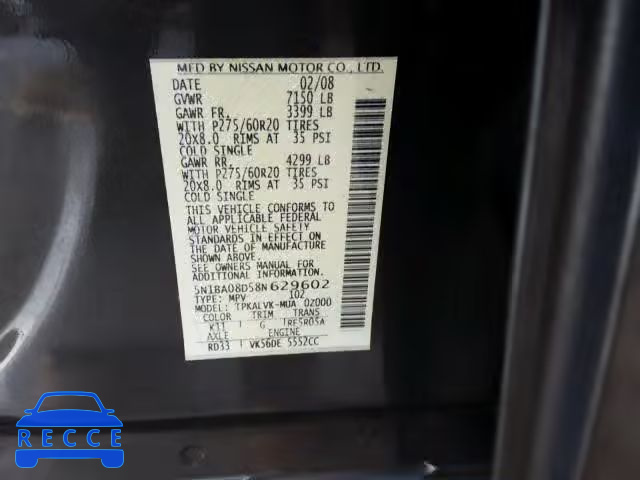 MFD BY NISSAN MOTOR CO., LTD.
DATE 02/08
GVWR 7150 LB
GAWR FR. 3399 LB
WITH P275/60R20 TIRES
20X8.0 RIMS AT 35 PSI
COLD SINGLE
GAWR RR. 4299 LB
WITH P275/60R20 TIRES
20X8.0 RIMS AT 35 PSI
COLD SINGLE
THIS VEHICLE CONFORMS TO
ALL APPLICABLE FEDERAL
MOTOR VEHICLE SAFETY
STANDARDS IN EFFECT ON
THE DATE OF MANUFACTURE
SHOWN ABOVE.
SEE OWNERS MANUAL FOR
ADDITIONAL INFORMATION.
5N1BA08D58N629602
TYPE: MPV 102
MODEL: TPKALVK-MUA 02000
COLOR TRIM TRANS
K11 G RE5R05A
AXLE ENGINE
RD33 VK56DE 5552CC
RECCE